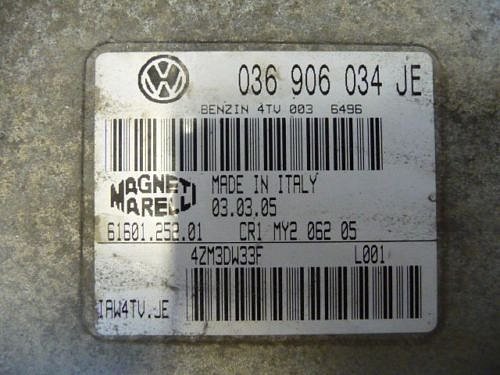 036 906 034 JE
BENZIN 4TV 003 6496
MAGNETI
MARELLI
MADE IN ITALY
03.03.05
61601.252.01 CR1 MY2 062 05
4ZM3DW33F L001
IAW4TV.JE